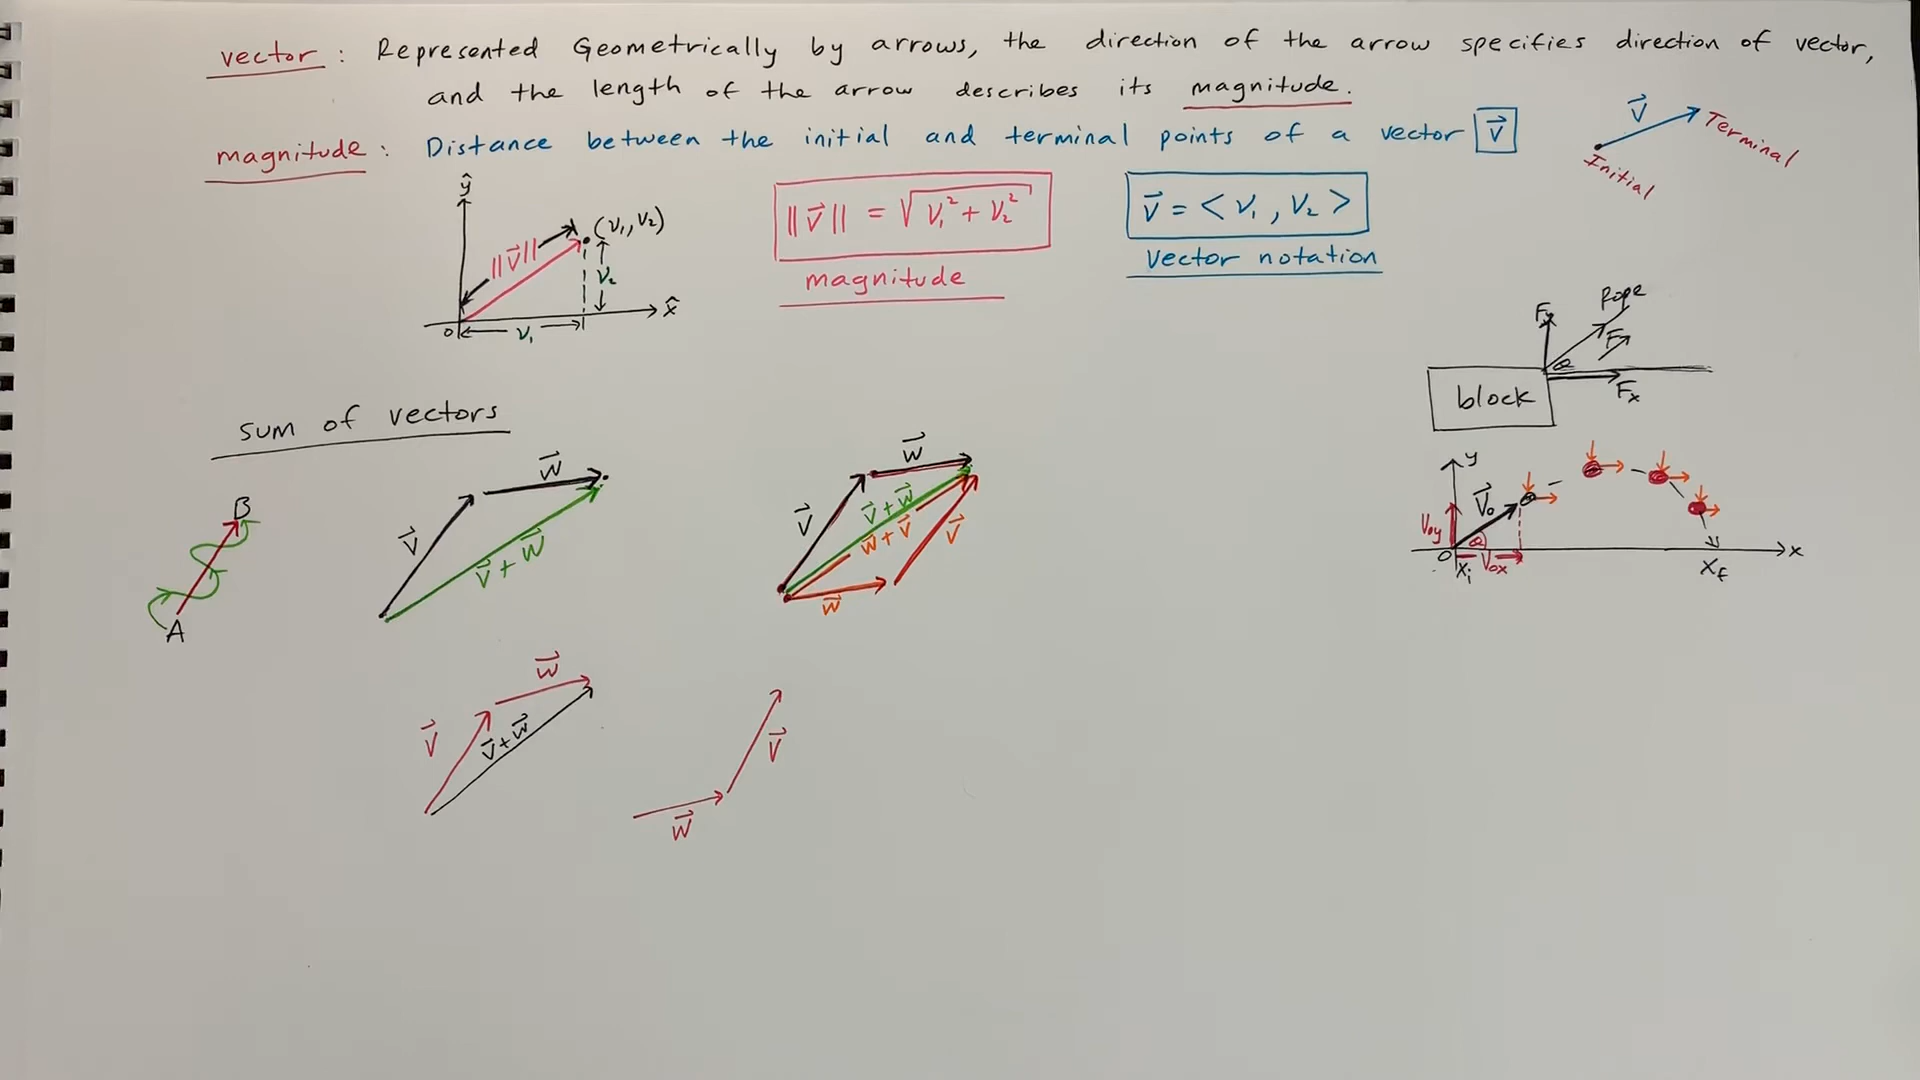 vector : Represented Geometrically by arrows, the direction of the arrow specifies direction of vector,
and the length of the arrow describes its magnitude.
magnitude : Distance between the initial and terminal points of a vector v⃗
v⃗
Initial
Terminal
ŷ
||v⃗||
(v₁, v₂)
v₂
x̂
0
v₁
||v⃗|| = √v₁² + v₂²
magnitude
v⃗ = < v₁ , v₂ >
vector notation
Rope
Fy
F
θ
Fx
block
sum of vectors
B
A
v⃗
w⃗
v⃗ + w⃗
v⃗
w⃗
v⃗ + w⃗
w⃗ + v⃗
v⃗
w⃗
y
V⃗o
Voy
θ
0
Xi
Vox
x
Xf
v⃗
w⃗
v⃗ + w⃗
w⃗
v⃗